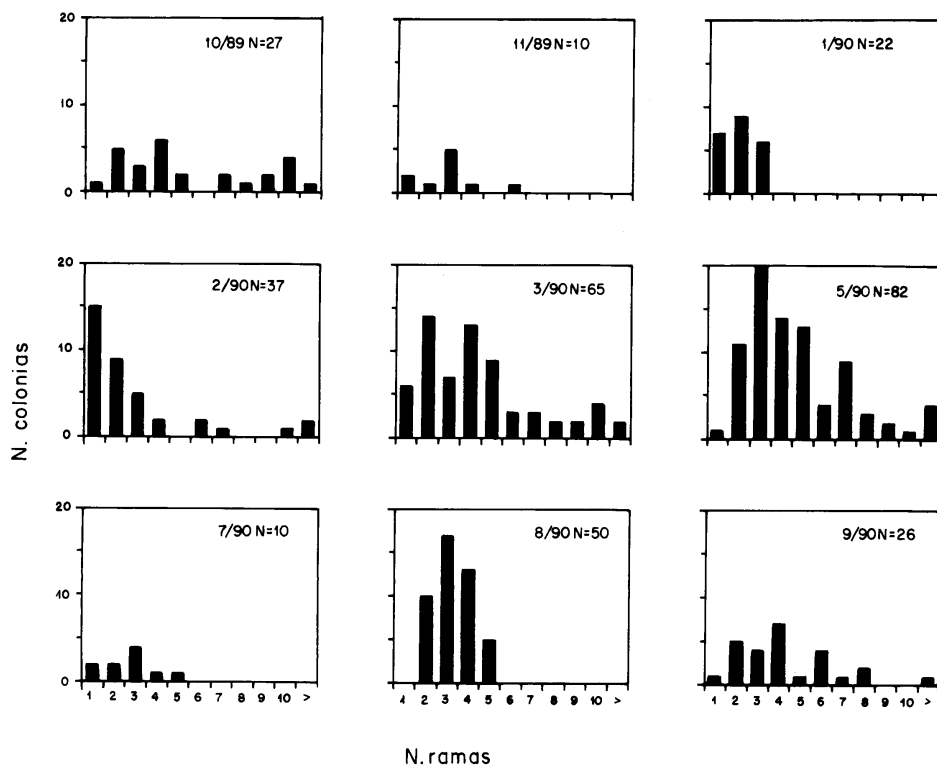 20
10
0
10/89 N=27
11/89 N=10
1/90 N=22
20
10
0
2/90 N=37
3/90 N=65
5/90 N=82
20
10
0
7/90 N=10
8/90 N=50
9/90 N=26
1 2 3 4 5 6 7 8 9 10 >
1 2 3 4 5 6 7 8 9 10 >
1 2 3 4 5 6 7 8 9 10 >
N. colonias
N. ramas